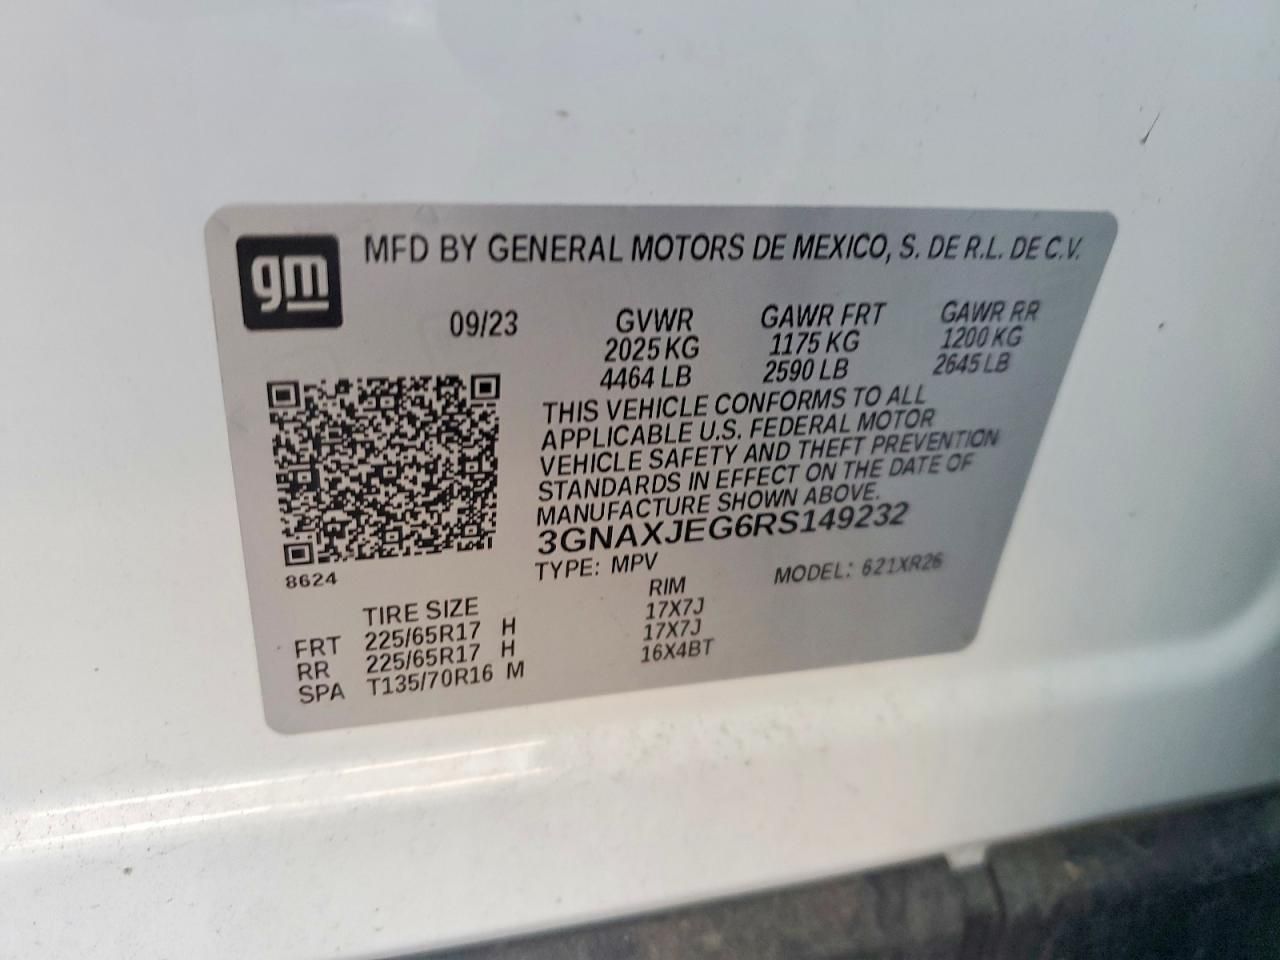 gm
MFD BY GENERAL MOTORS DE MEXICO, S. DE R.L. DE C.V.
09/23 GVWR GAWR FRT GAWR RR
2025 KG 1175 KG 1200 KG
4464 LB 2590 LB 2645 LB
THIS VEHICLE CONFORMS TO ALL
APPLICABLE U.S. FEDERAL MOTOR
VEHICLE SAFETY AND THEFT PREVENTION
STANDARDS IN EFFECT ON THE DATE OF
MANUFACTURE SHOWN ABOVE.
3GNAXJEG6RS149232
8624
TYPE: MPV MODEL: 621XR26
TIRE SIZE RIM
FRT 225/65R17 H 17X7J
RR 225/65R17 H 17X7J
SPA T135/70R16 M 16X4BT